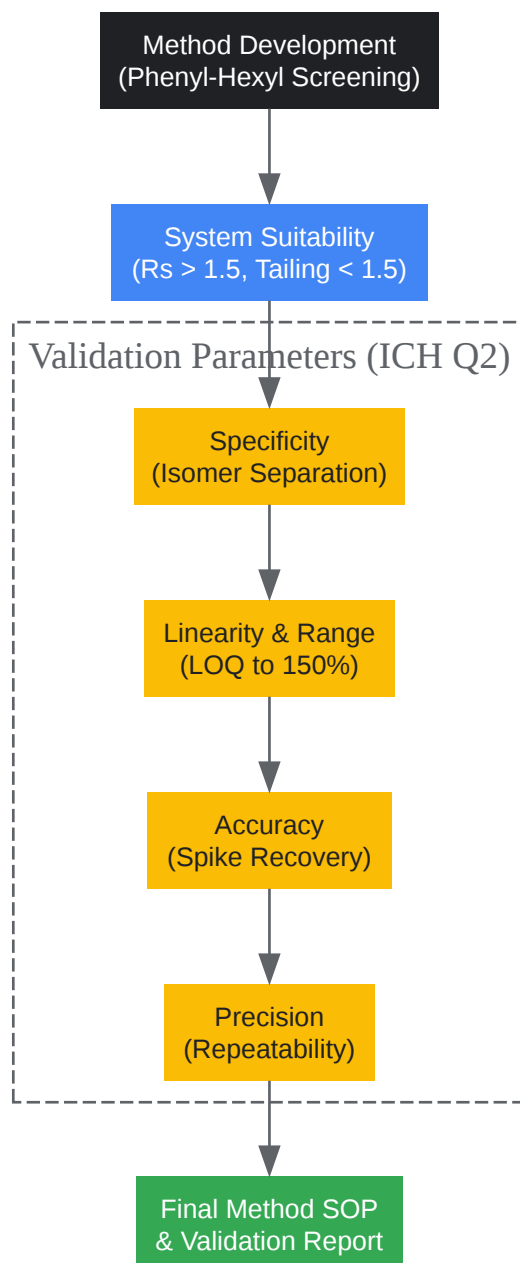 Method Development
(Phenyl-Hexyl Screening)
System Suitability
(Rs > 1.5, Tailing < 1.5)
Validation Parameters (ICH Q2)
Specificity
(Isomer Separation)
Linearity & Range
(LOQ to 150%)
Accuracy
(Spike Recovery)
Precision
(Repeatability)
Final Method SOP
& Validation Report